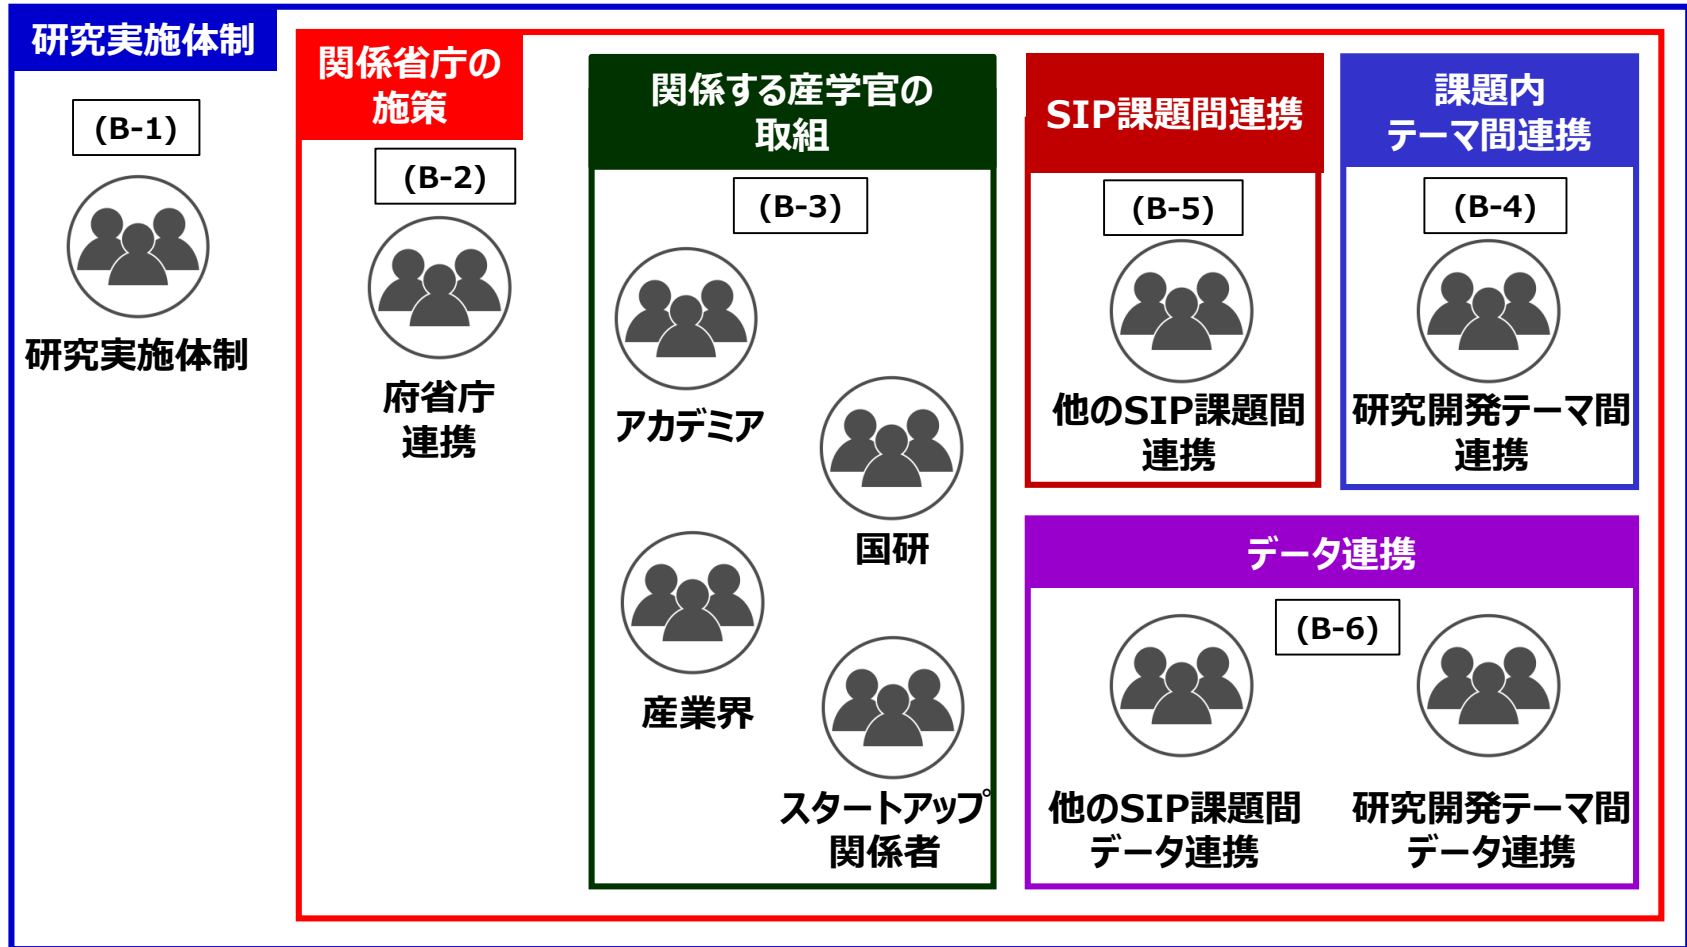 研究実施体制
(B-1)
研究実施体制
関係省庁の
施策
(B-2)
府省庁
連携
関係する産学官の
取組
(B-3)
アカデミア
国研
産業界
スタートアップ
関係者
SIP課題間連携
(B-5)
他のSIP課題間
連携
課題内
テーマ間連携
(B-4)
研究開発テーマ間
連携
データ連携
(B-6)
他のSIP課題間
データ連携
研究開発テーマ間
データ連携